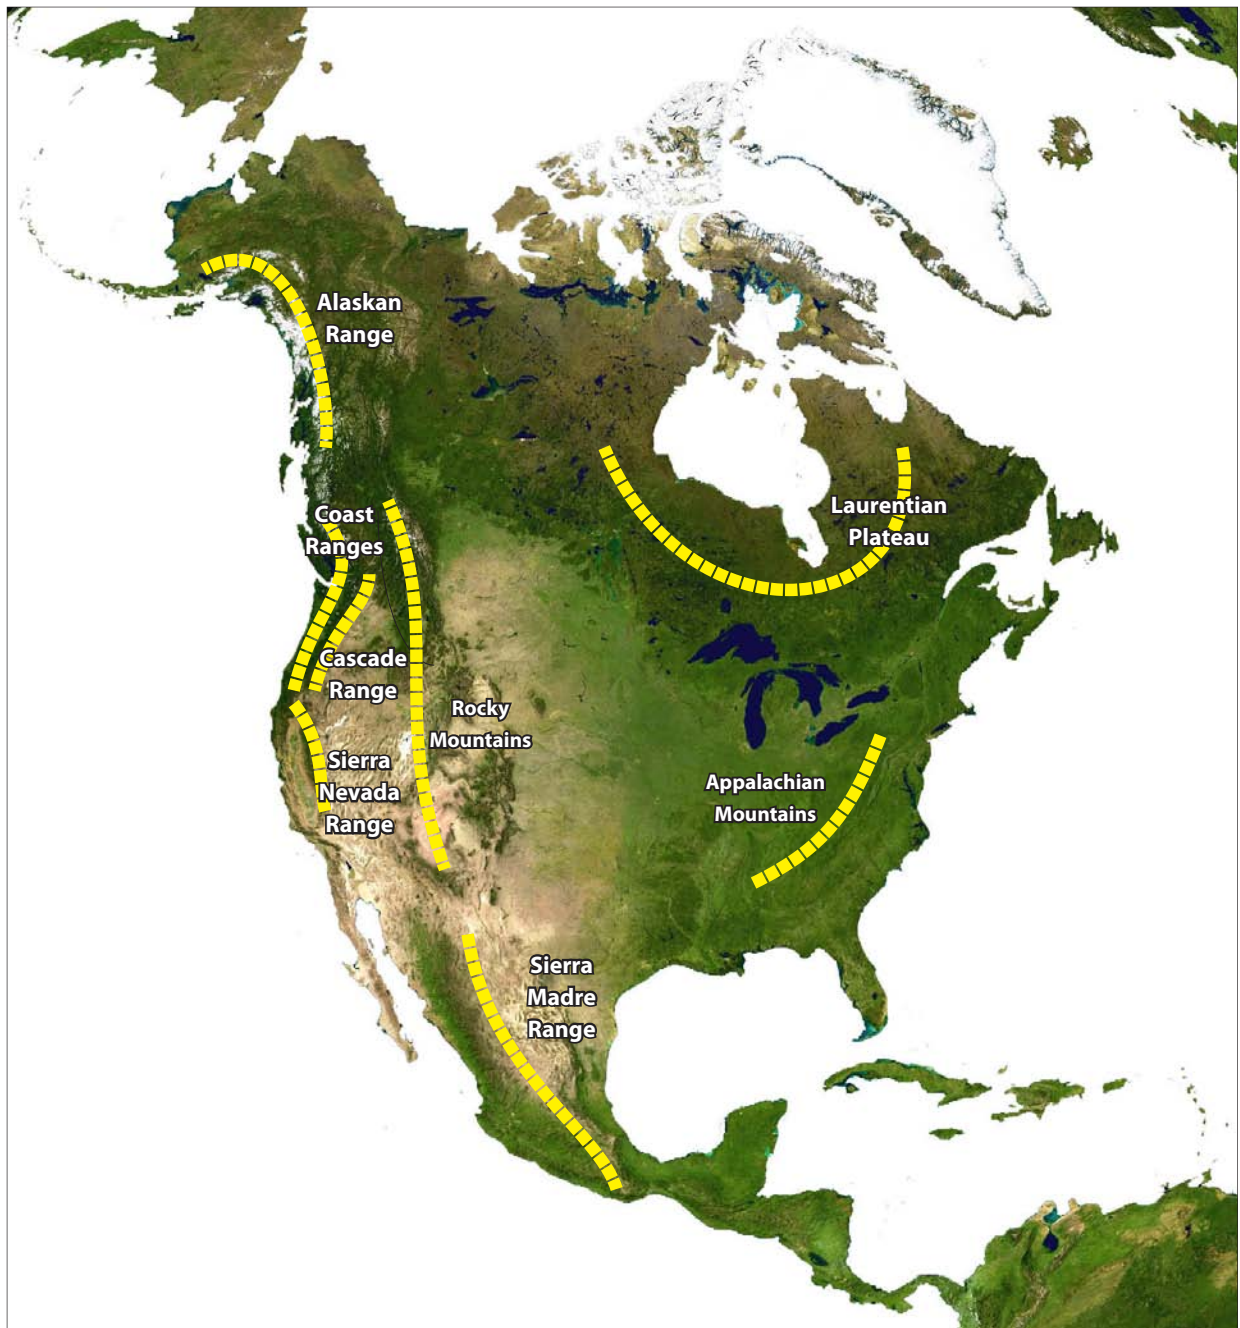 Alaskan
Range
Coast
Ranges
Laurentian
Plateau
Cascade
Range
Rocky
Mountains
Sierra
Nevada
Range
Appalachian
Mountains
Sierra
Madre
Range